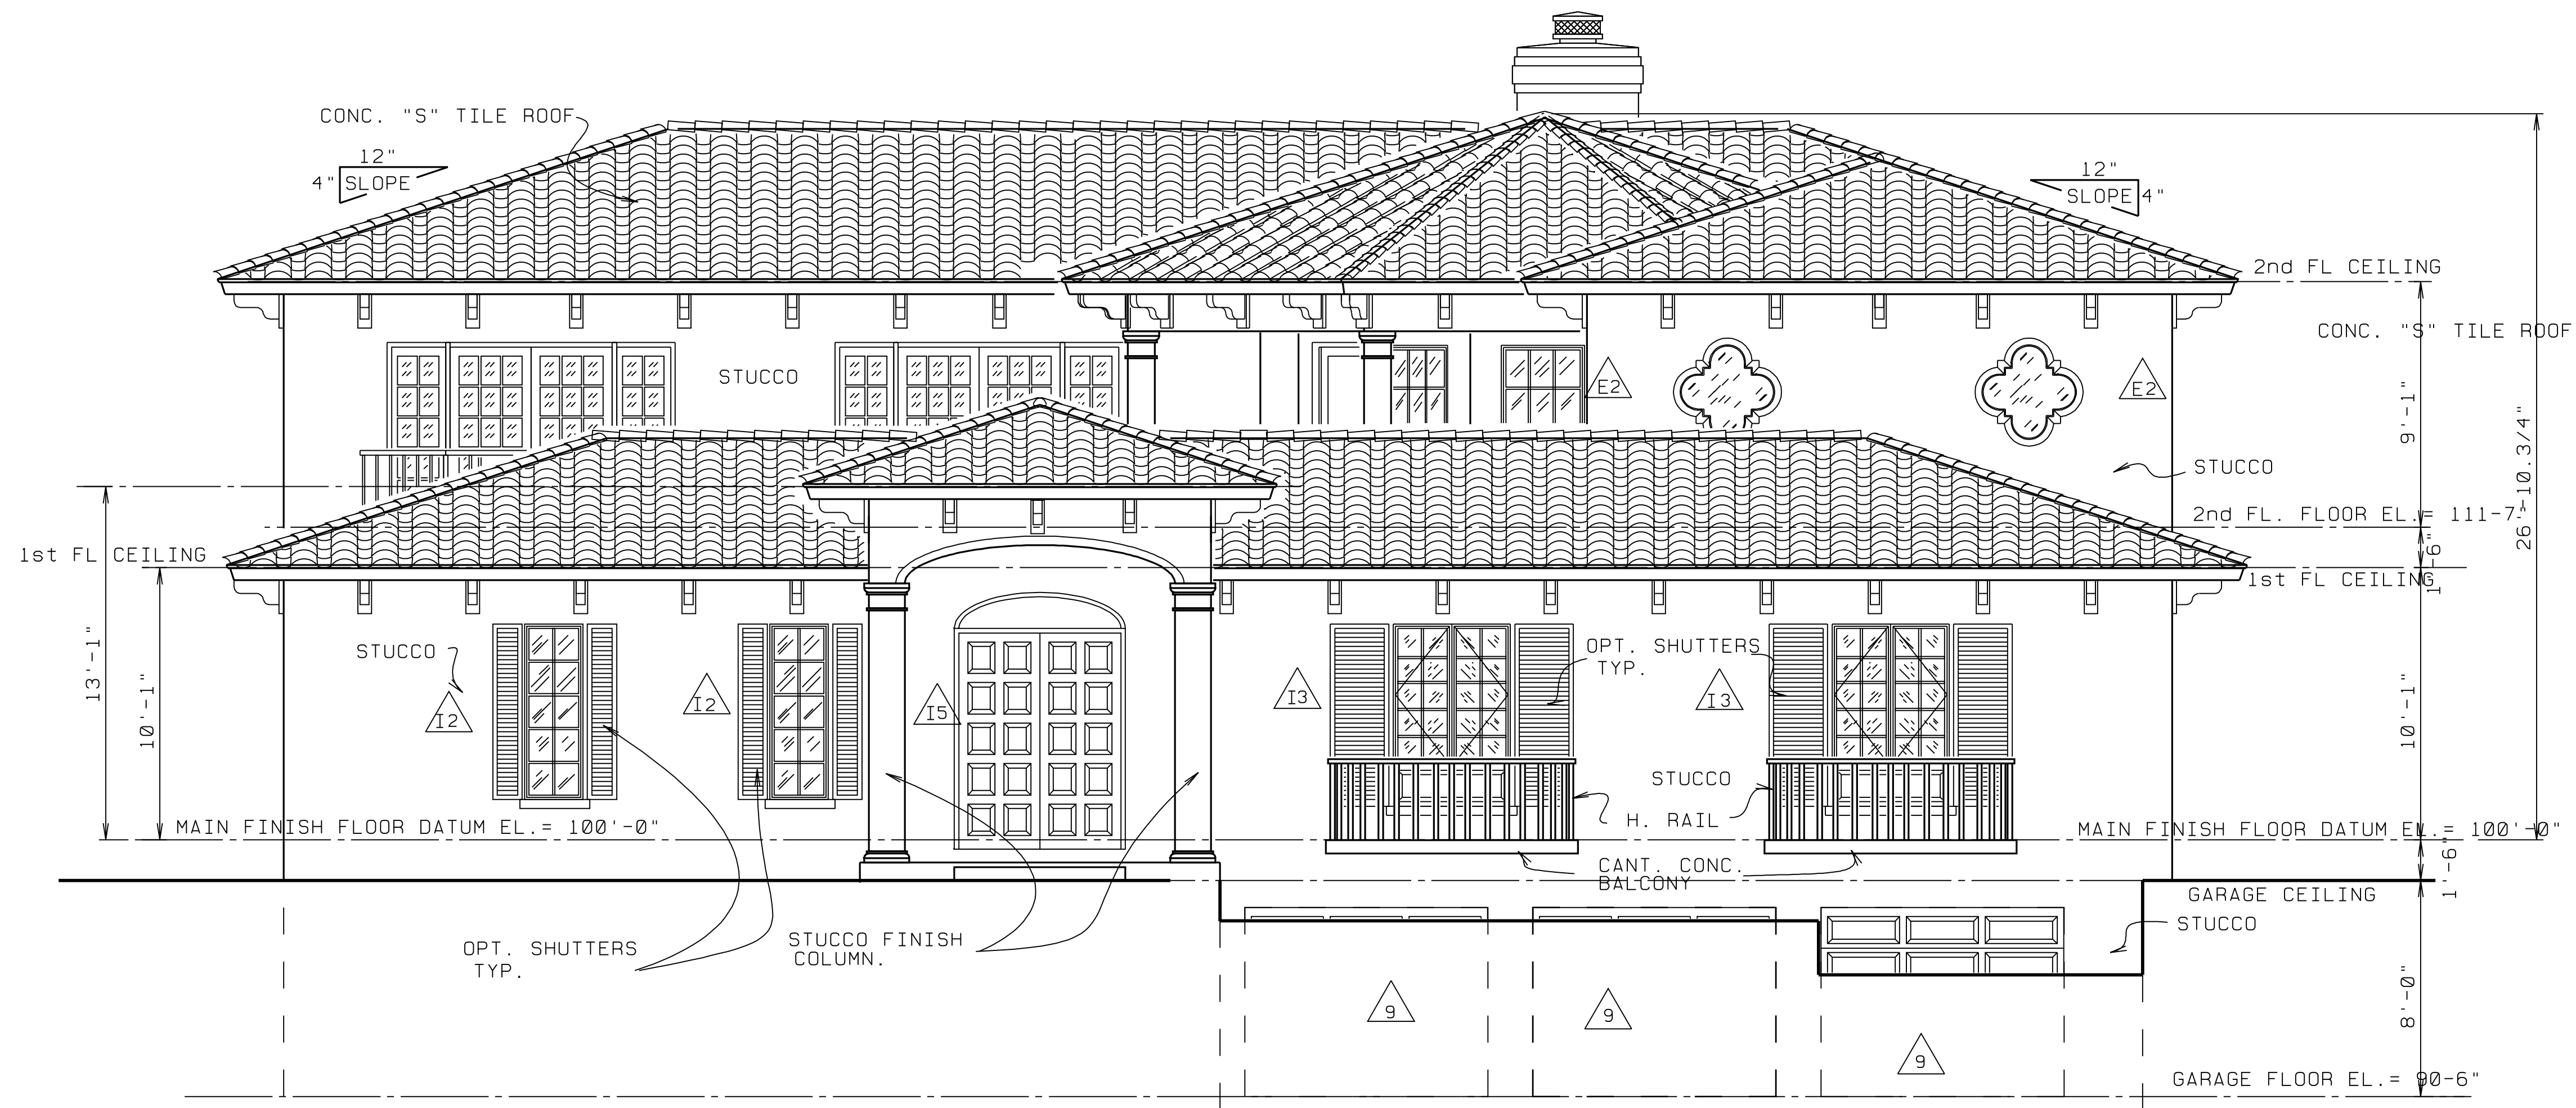 CONC. "S" TILE ROOF
12"
4" SLOPE
12"
SLOPE 4"
2nd FL CEILING
CONC. "S" TILE ROOF
STUCCO
E2
E2
9'-1"
26'-10.3/4"
STUCCO
2nd FL. FLOOR EL.= 111-7"
1st FL CEILING
1'-6"
1st FL CEILING
13'-1"
10'-1"
STUCCO
I2
I2
I5
I3
OPT. SHUTTERS
TYP.
I3
10'-1"
STUCCO
H. RAIL
MAIN FINISH FLOOR DATUM EL.= 100'-0"
MAIN FINISH FLOOR DATUM EL.= 100'-0"
CANT. CONC.
BALCONY
1'-6"
GARAGE CEILING
STUCCO
OPT. SHUTTERS
TYP.
STUCCO FINISH
COLUMN.
9
9
9
8'-0"
GARAGE FLOOR EL.= 90-6"